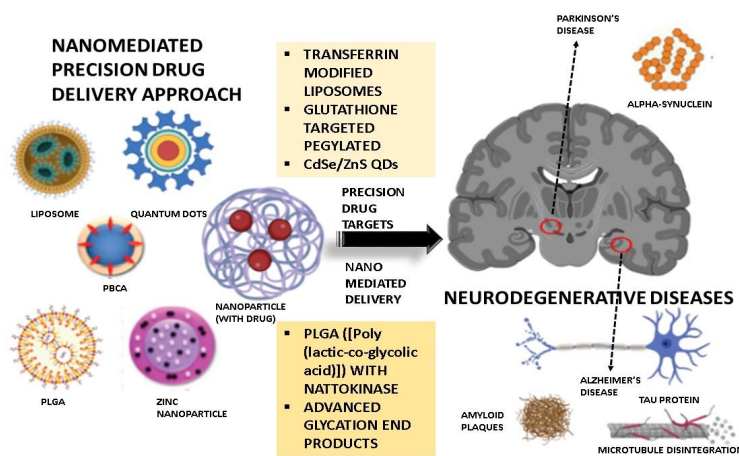 NANOMEDIATED
PRECISION DRUG
DELIVERY APPROACH
LIPOSOME
QUANTUM DOTS
PBCA
NANOPARTICLE
(WITH DRUG)
PLGA
ZINC
NANOPARTICLE
▪ TRANSFERRIN
MODIFIED
LIPOSOMES
▪ GLUTATHIONE
TARGETED
PEGYLATED
▪ CdSe/ZnS QDs
PRECISION
DRUG
TARGETS
NANO
MEDIATED
DELIVERY
▪ PLGA ([Poly
(lactic-co-glycolic
acid)]) WITH
NATTOKINASE
▪ ADVANCED
GLYCATION END
PRODUCTS
PARKINSON'S
DISEASE
ALPHA-SYNUCLEIN
NEURODEGENERATIVE DISEASES
ALZHEIMER'S
DISEASE
TAU PROTEIN
AMYLOID
PLAQUES
MICROTUBULE DISINTEGRATION